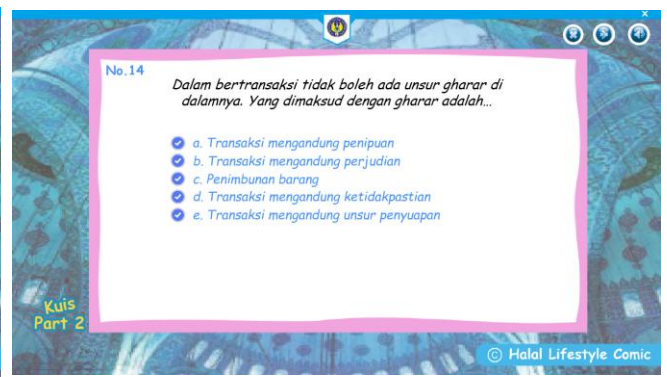 No.14
Dalam bertransaksi tidak boleh ada unsur gharar di
dalamnya. Yang dimaksud dengan gharar adalah...
a. Transaksi mengandung penipuan
b. Transaksi mengandung perjudian
c. Penimbunan barang
d. Transaksi mengandung ketidakpastian
e. Transaksi mengandung unsur penyuapan
Kuis
Part 2
© Halal Lifestyle Comic